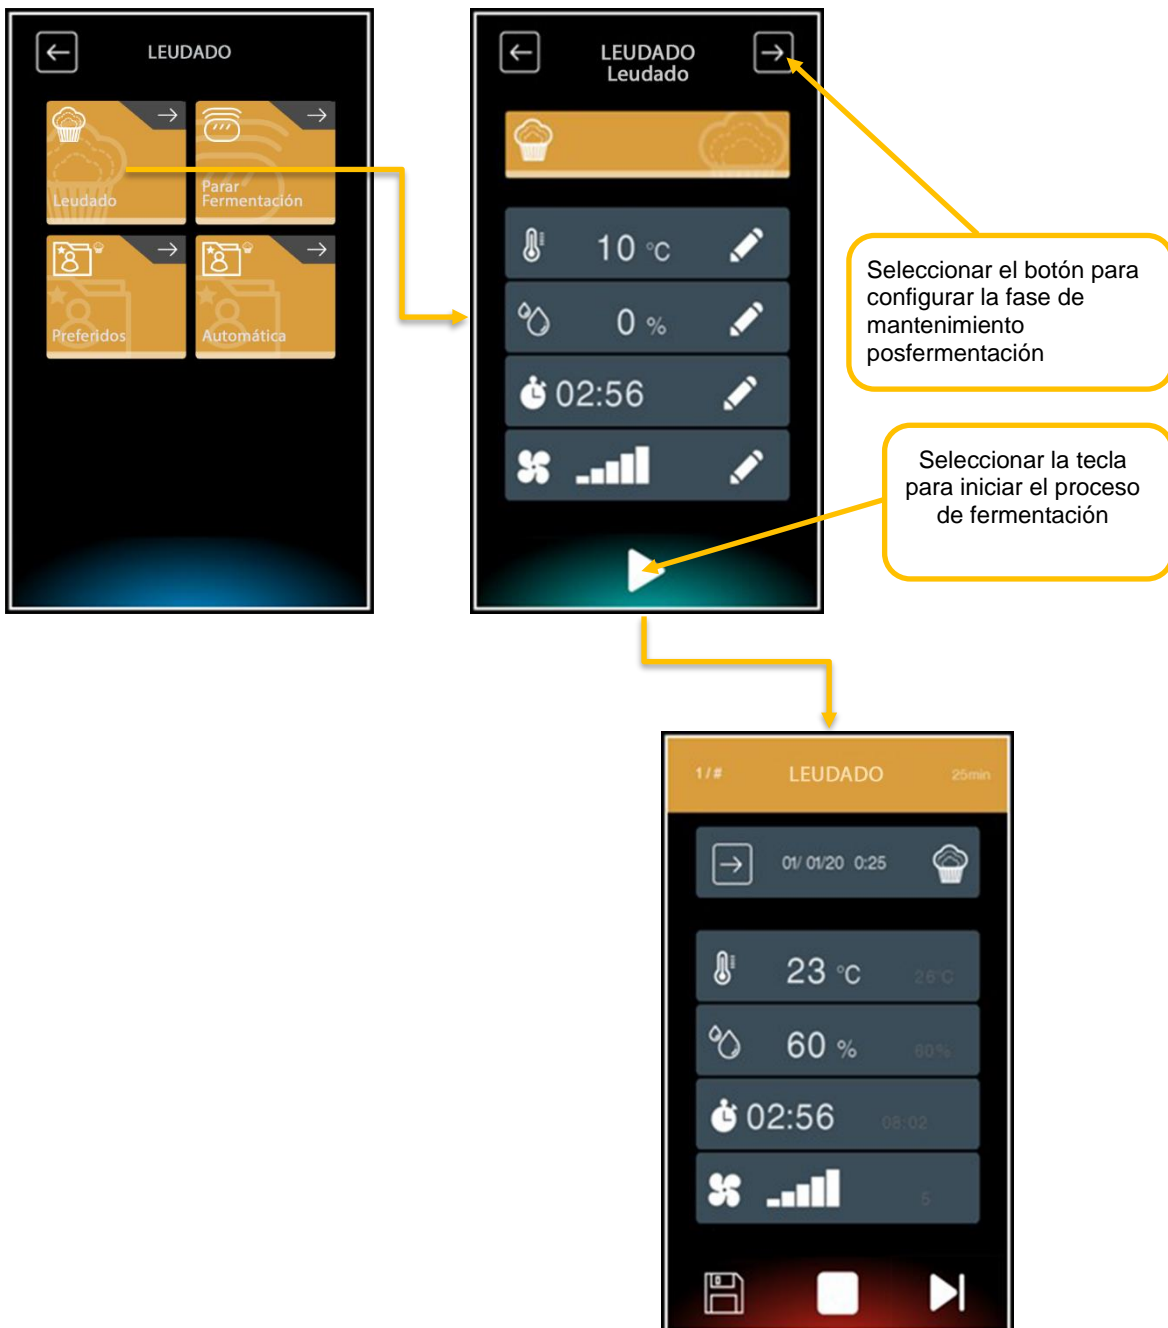 LEUDADO
Leudado
Parar
Fermentación
Preferidos
Automática
LEUDADO
Leudado
10 °C
0 %
02:56
Seleccionar el botón para
configurar la fase de
mantenimiento
posfermentación
Seleccionar la tecla
para iniciar el proceso
de fermentación
1 / # LEUDADO 25min
01/ 01/20 0:25
23 °C 26°C
60 % 60%
02:56 08:02
5